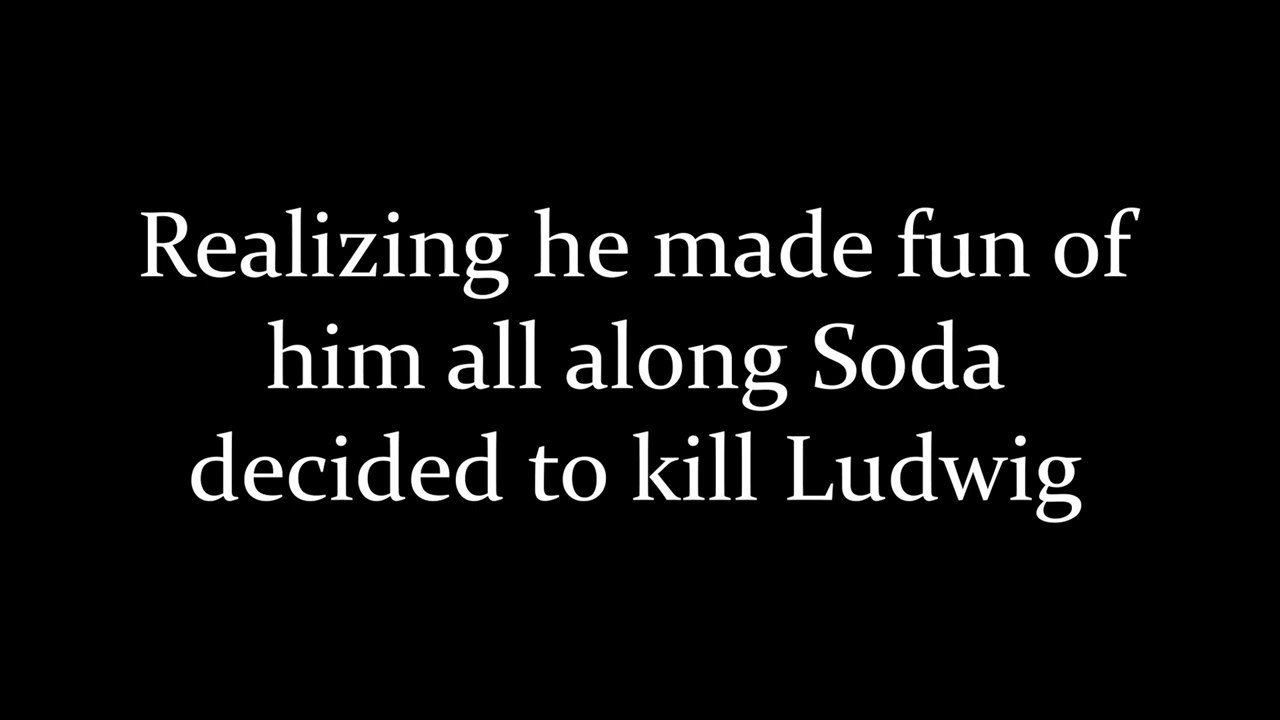 Realizing he made fun of
him all along Soda
decided to kill Ludwig